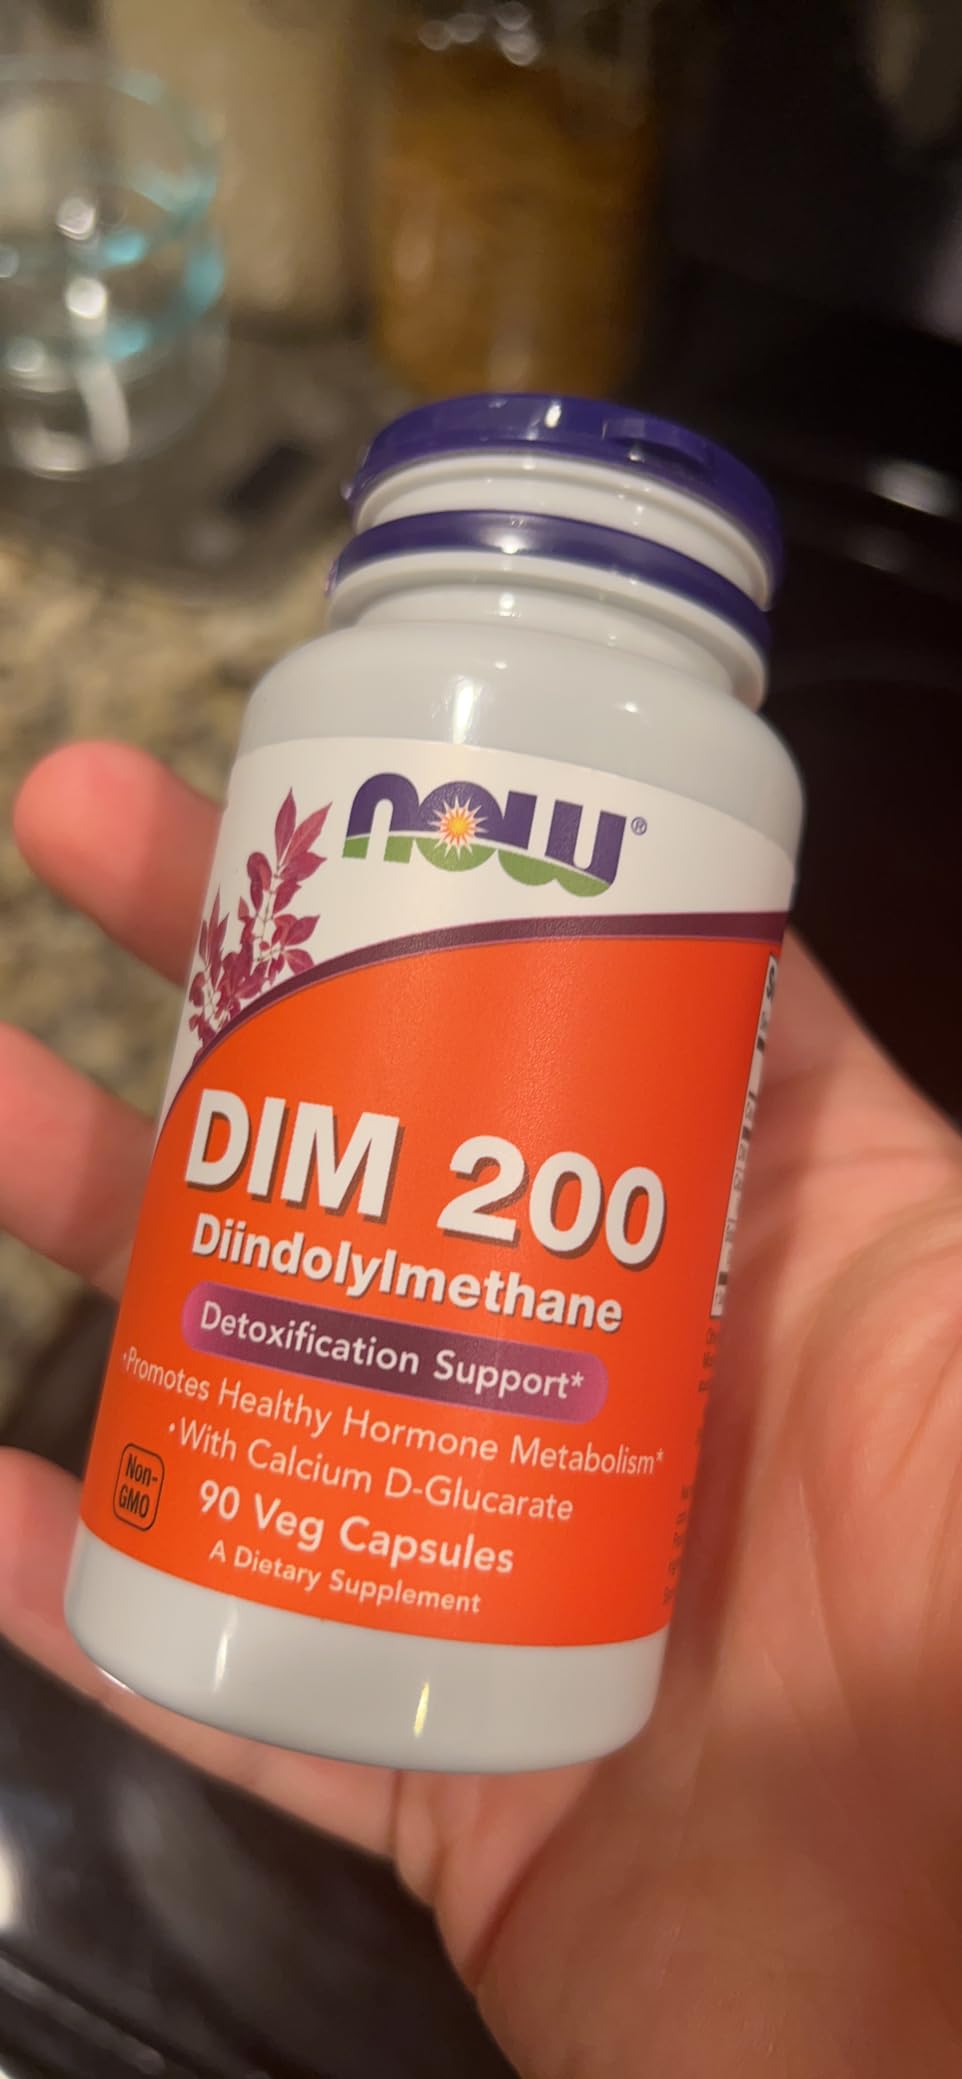 NOW®
DIM 200
Diindolylmethane
Detoxification Support*
•Promotes Healthy Hormone Metabolism*
•With Calcium D-Glucarate
Non-
GMO
90 Veg Capsules
A Dietary Supplement